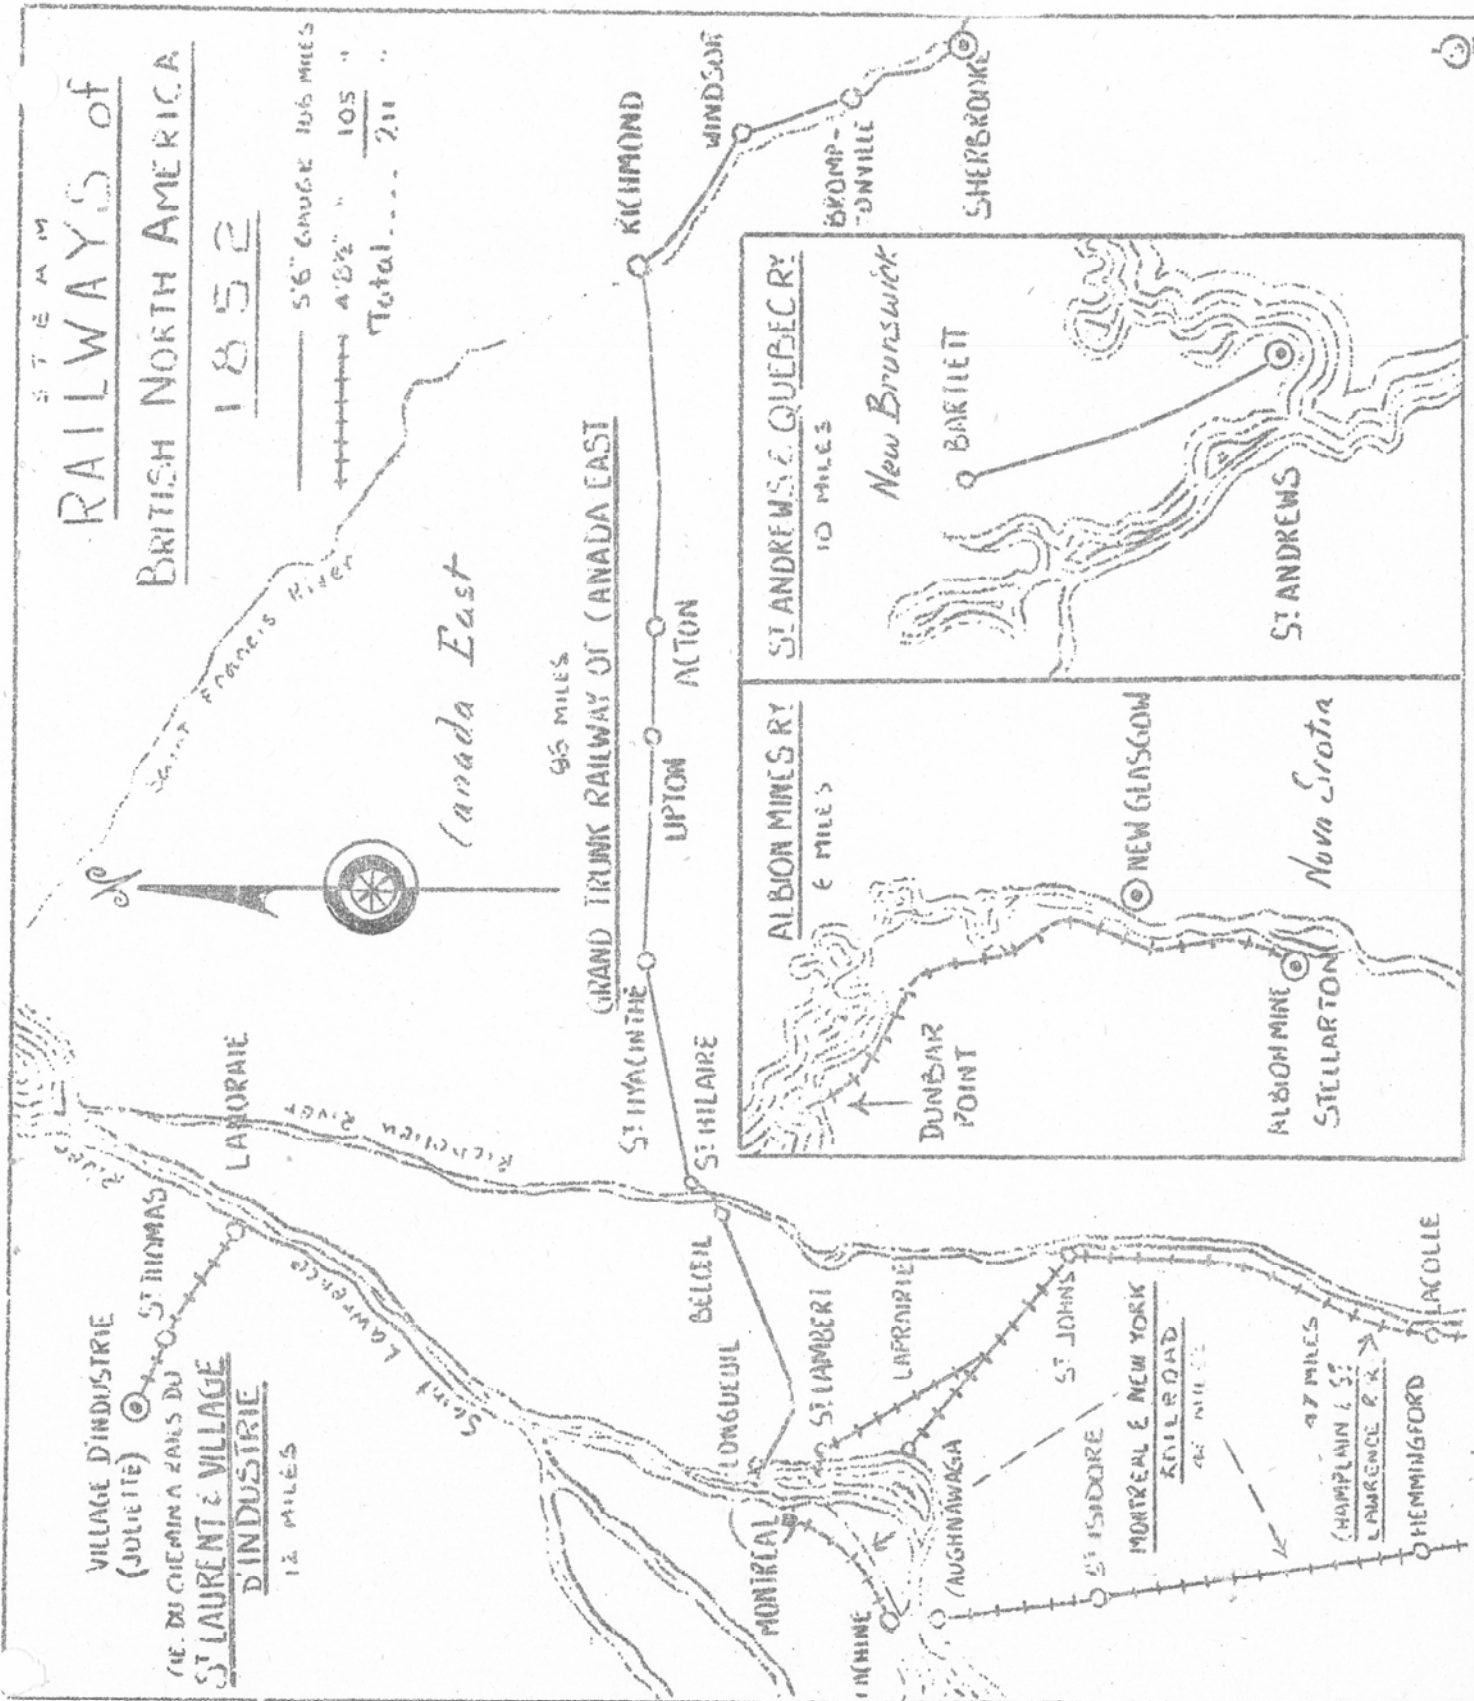 STEAM
RAILWAYS of
BRITISH NORTH AMERICA
1852
5'6" GAUGE 106 MILES
4'8½" " 105 "
Total.... 211 "
VILLAGE D'INDUSTRIE
(JOLIETTE)
ST THOMAS
LANORAIE
CIE. DU CHEMIN A RAILS DU
ST LAURENT & VILLAGE
D'INDUSTRIE
12 MILES
Saint Lawrence River
RICHELIEU RIVER
Saint Francis River
N
Canada East
96 MILES
GRAND TRUNK RAILWAY OF CANADA EAST
MONTREAL
LONGUEUIL
BELOEIL
ST HILAIRE
ST HYACINTHE
UPTON
ACTON
RICHMOND
WINDSOR
BROMP-
TONVILLE
SHERBROOKE
ST LAMBERT
LAPRAIRIE
ST JOHNS
LACHINE
CAUGHNAWAGA
ST ISIDORE
MONTREAL & NEW YORK
RAILROAD
47 MILES
CHAMPLAIN & ST
LAWRENCE R.R.
HEMMINGFORD
LACOLLE
ALBION MINES RY
6 MILES
DUNBAR
POINT
NEW GLASGOW
ALBION MINE
STELLARTON
Nova Scotia
ST ANDREWS & QUEBEC RY
10 MILES
New Brunswick
BARTLETT
ST ANDREWS